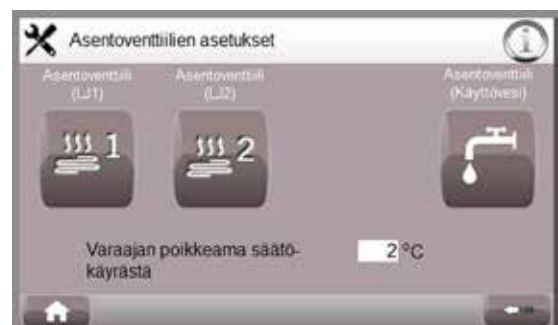 Asentoventtiilien asetukset
Asentoventtiili Asentoventtiili Asentoventtiili
(LJ1) (LJ2) (Käyttövesi)
1 2
Varaajan poikkeama säätö- 2 °C
käyrästä